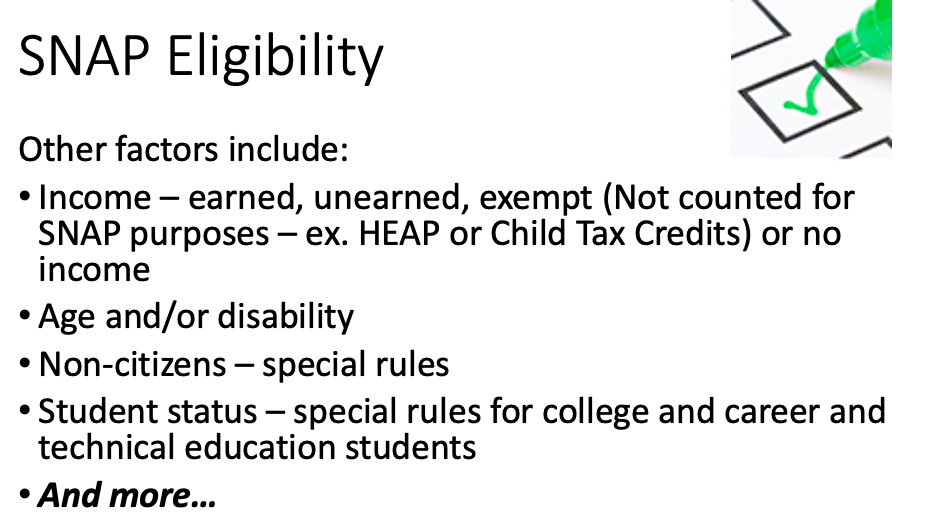 SNAP Eligibility
Other factors include:
• Income – earned, unearned, exempt (Not counted for
SNAP purposes – ex. HEAP or Child Tax Credits) or no
income
• Age and/or disability
• Non-citizens – special rules
• Student status – special rules for college and career and
technical education students
• And more...